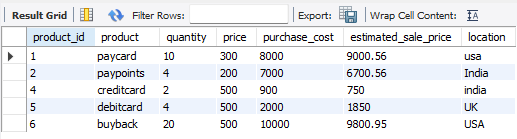 Result Grid Filter Rows: Export: Wrap Cell Content: IA
product_id product quantity price purchase_cost estimated_sale_price location
1 paycard 10 300 8000 9000.56 usa
2 paypoints 4 200 7000 6700.56 India
4 creditcard 2 500 900 750 india
5 debitcard 4 500 2000 1850 UK
6 buyback 20 500 10000 9800.95 USA